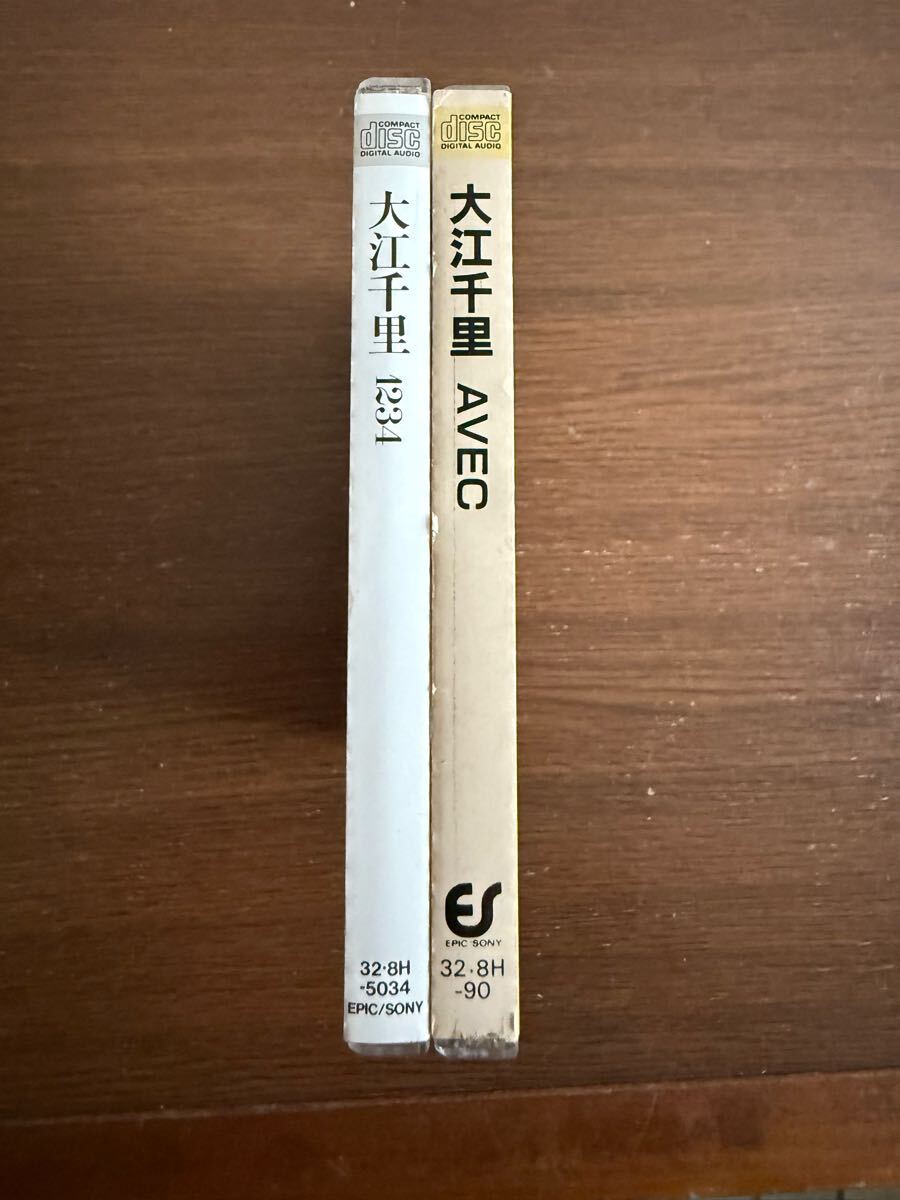 COMPACT
disc
DIGITAL AUDIO
大江千里 1234
32・8H
-5034
EPIC/SONY
COMPACT
disc
DIGITAL AUDIO
大江千里 AVEC
ES
EPIC SONY
32・8H
-90